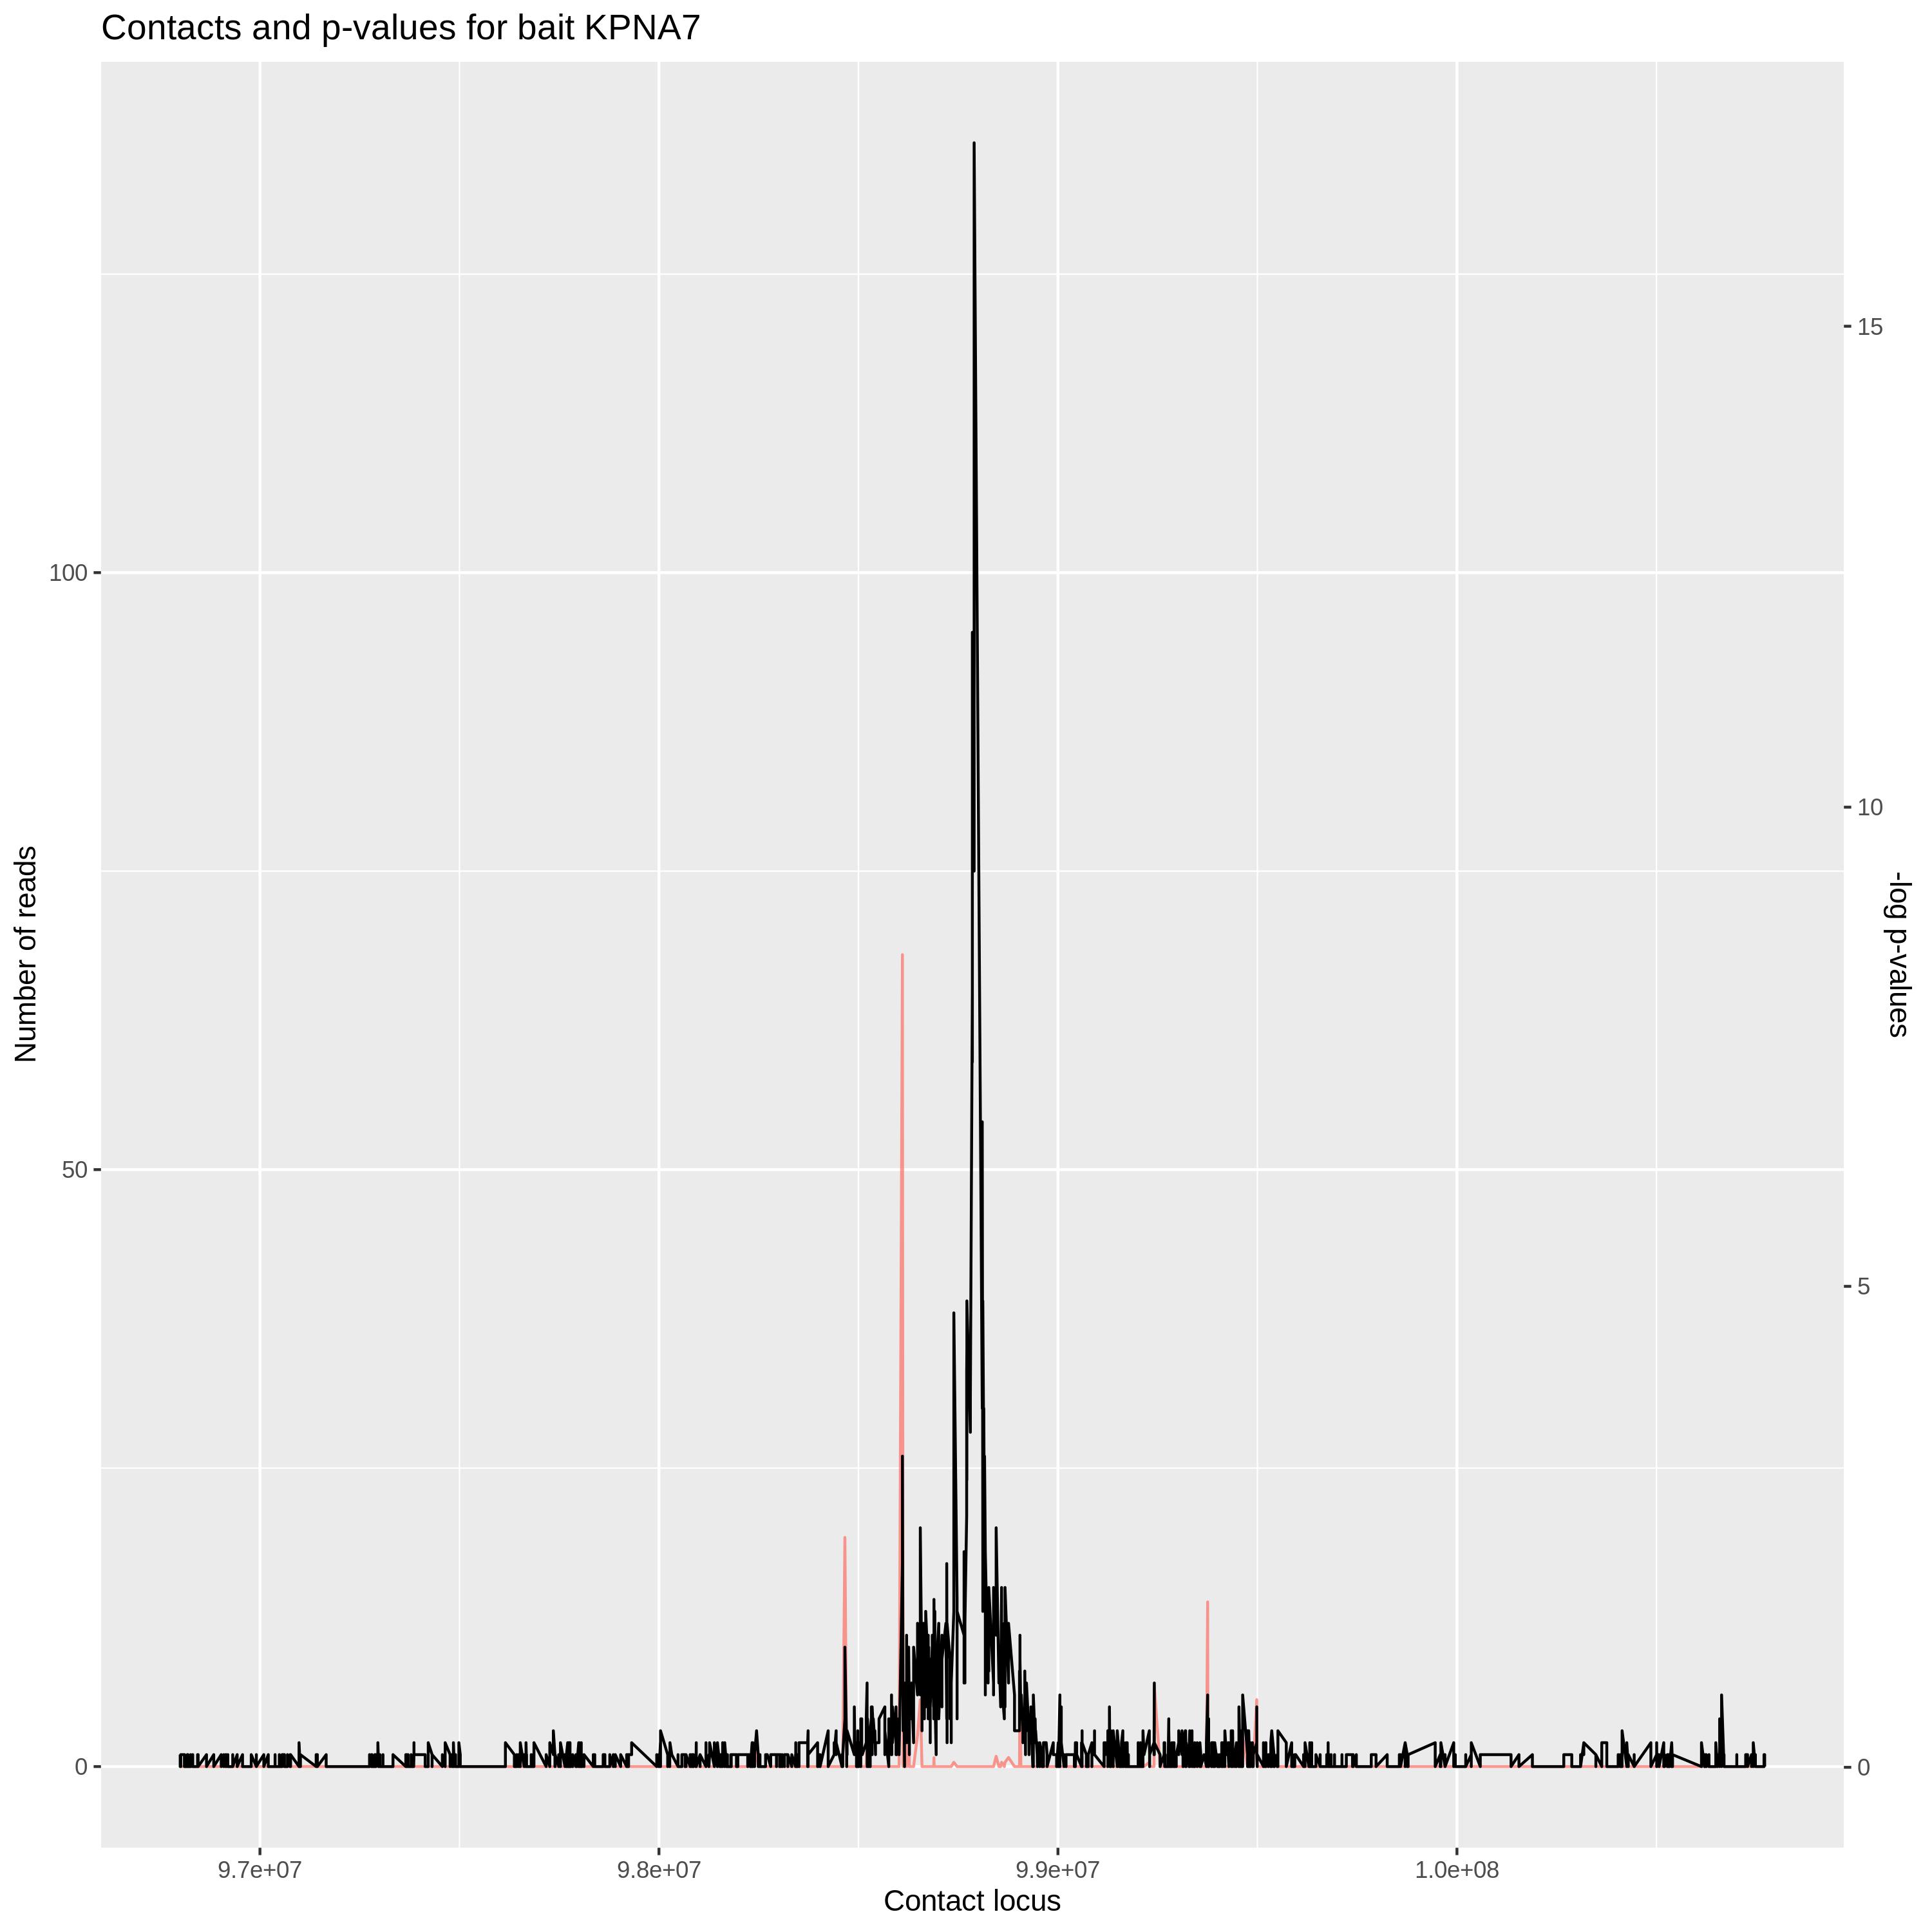 Contacts and p-values for bait KPNA7
Number of reads
100
50
0
15
10
5
0
-log p-values
9.7e+07
9.8e+07
9.9e+07
1.0e+08
Contact locus